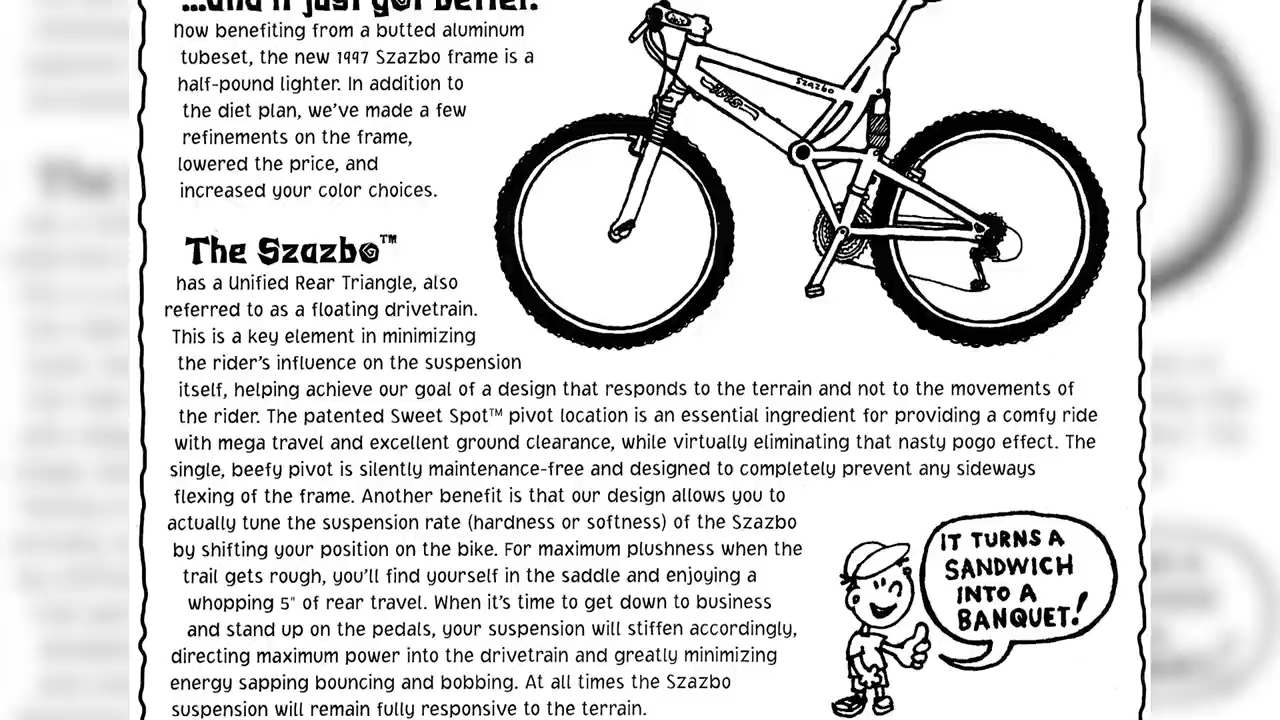 ...and it just got better.
Now benefiting from a butted aluminum
tubeset, the new 1997 Szazbo frame is a
half-pound lighter. In addition to
the diet plan, we've made a few
refinements on the frame,
lowered the price, and
increased your color choices.
Szazbo
Ibis
The Szazbo™
has a Unified Rear Triangle, also
referred to as a floating drivetrain.
This is a key element in minimizing
the rider's influence on the suspension
itself, helping achieve our goal of a design that responds to the terrain and not to the movements of
the rider. The patented Sweet Spot™ pivot location is an essential ingredient for providing a comfy ride
with mega travel and excellent ground clearance, while virtually eliminating that nasty pogo effect. The
single, beefy pivot is silently maintenance-free and designed to completely prevent any sideways
flexing of the frame. Another benefit is that our design allows you to
actually tune the suspension rate (hardness or softness) of the Szazbo
by shifting your position on the bike. For maximum plushness when the
trail gets rough, you'll find yourself in the saddle and enjoying a
whopping 5" of rear travel. When it's time to get down to business
and stand up on the pedals, your suspension will stiffen accordingly,
directing maximum power into the drivetrain and greatly minimizing
energy sapping bouncing and bobbing. At all times the Szazbo
suspension will remain fully responsive to the terrain.
IT TURNS A
SANDWICH
INTO A
BANQUET!